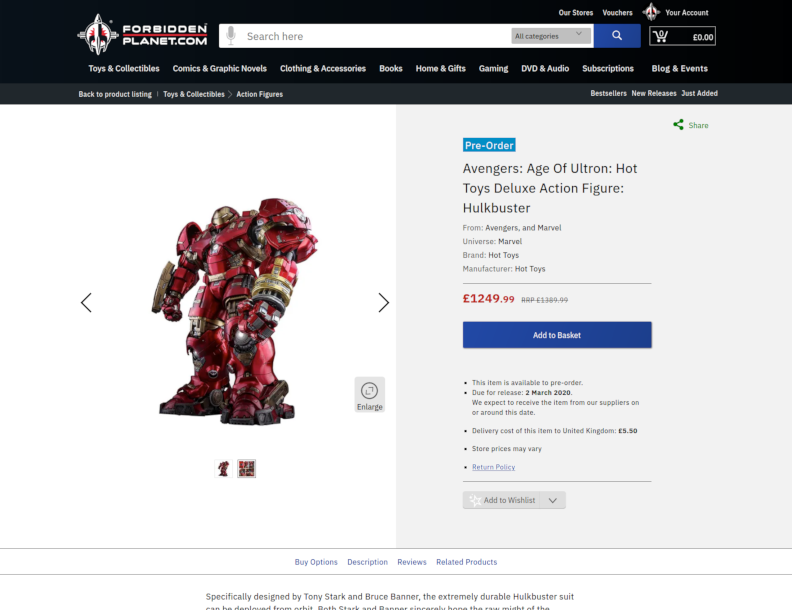 Our Stores Vouchers Your Account
FORBIDDEN
PLANET.COM
Search here
All categories
0
£0.00
Toys & Collectibles Comics & Graphic Novels Clothing & Accessories Books Home & Gifts Gaming DVD & Audio Subscriptions Blog & Events
Back to product listing | Toys & Collectibles > Action Figures
Bestsellers New Releases Just Added
Share
Pre-Order
Avengers: Age Of Ultron: Hot
Toys Deluxe Action Figure:
Hulkbuster
From: Avengers, and Marvel
Universe: Marvel
Brand: Hot Toys
Manufacturer: Hot Toys
£1249.99 RRP £1389.99
Add to Basket
Enlarge
This item is available to pre-order.
Due for release: 2 March 2020.
We expect to receive the item from our suppliers on
or around this date.
Delivery cost of this item to United Kingdom: £5.50
Store prices may vary
Return Policy
Add to Wishlist
Buy Options Description Reviews Related Products
Specifically designed by Tony Stark and Bruce Banner, the extremely durable Hulkbuster suit
can be deployed from orbit. Both Stark and Banner sincerely hope the raw might of the